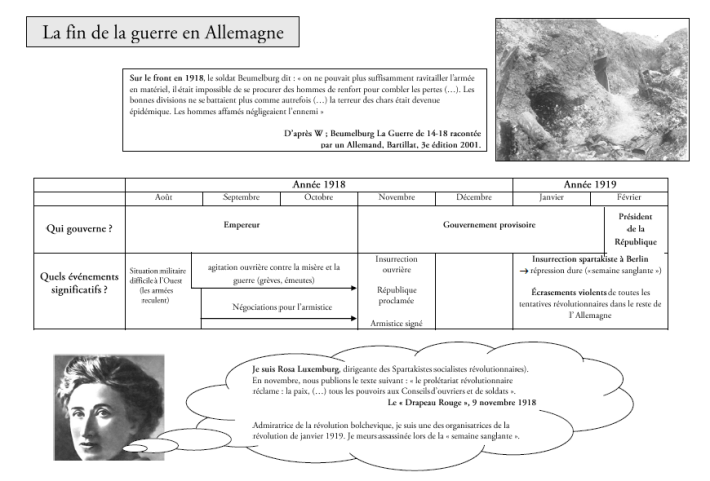 La fin de la guerre en Allemagne
Sur le front en 1918, le soldat Beumelburg dit : « on ne pouvait plus suffisamment ravitailler l'armée
en matériel, il était impossible de se procurer des hommes de renfort pour combler les pertes (…). Les
bonnes divisions ne se battaient plus comme autrefois (…) la terreur des chars était devenue
épidémique. Les hommes affamés négligeaient l'ennemi »
D'après W ; Beumelburg La Guerre de 14-18 racontée
par un Allemand, Bartillat, 3e édition 2001.
Année 1918 Année 1919
Août Septembre Octobre Novembre Décembre Janvier Février
Qui gouverne ?
Empereur
Gouvernement provisoire
Président
de la
République
Quels événements
significatifs ?
Situation militaire
difficile à l'Ouest
(les armées
reculent)
agitation ouvrière contre la misère et la
guerre (grèves, émeutes)
Négociations pour l'armistice
Insurrection
ouvrière
République
proclamée
Armistice signé
Insurrection spartakiste à Berlin
→ répression dure (« semaine sanglante »)
Écrasements violents de toutes les
tentatives révolutionnaires dans le reste de
l' Allemagne
Je suis Rosa Luxemburg, dirigeante des Spartakistes socialistes révolutionnaires).
En novembre, nous publions le texte suivant : « le prolétariat révolutionnaire
réclame : la paix, (…) tous les pouvoirs aux Conseils d'ouvriers et de soldats ».
Le « Drapeau Rouge », 9 novembre 1918
Admiratrice de la révolution bolchevique, je suis une des organisatrices de la
révolution de janvier 1919. Je meurs assassinée lors de la « semaine sanglante ».